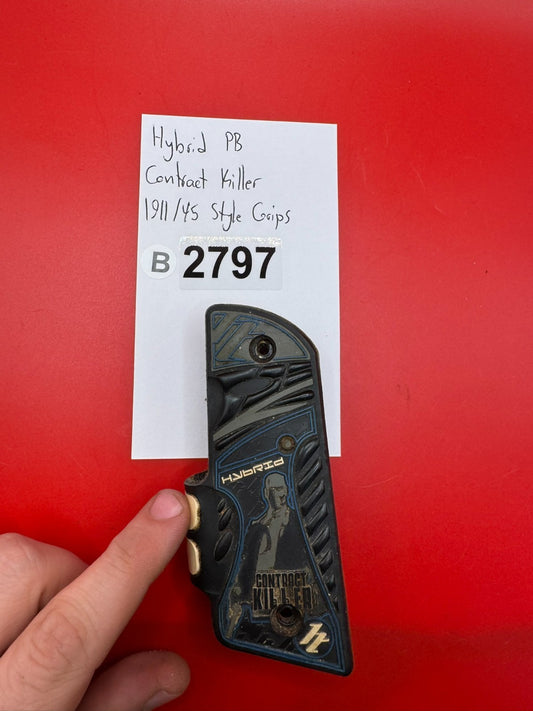 Hybrid PB
Contract Killer
1911/45 Style Grips
B 2797
HYBRID
CONTRACT
KILLER